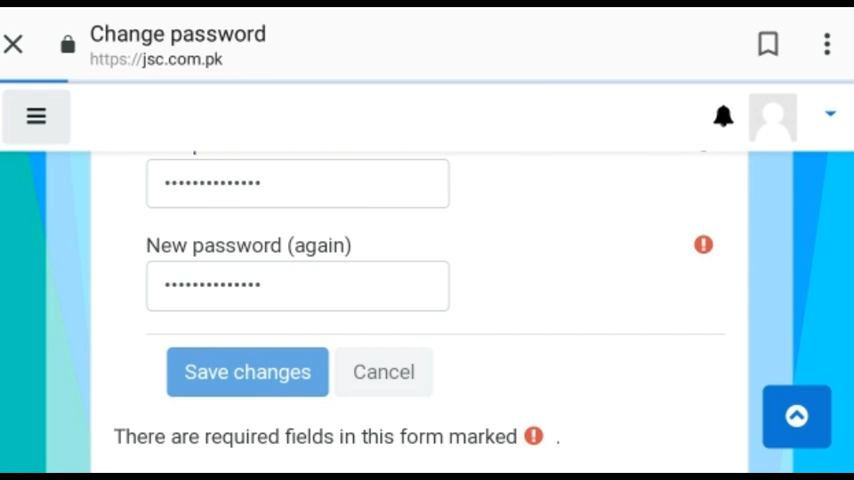 Change password
https://jsc.com.pk
••••••••••••••
New password (again)
••••••••••••••
Save changes
Cancel
There are required fields in this form marked .